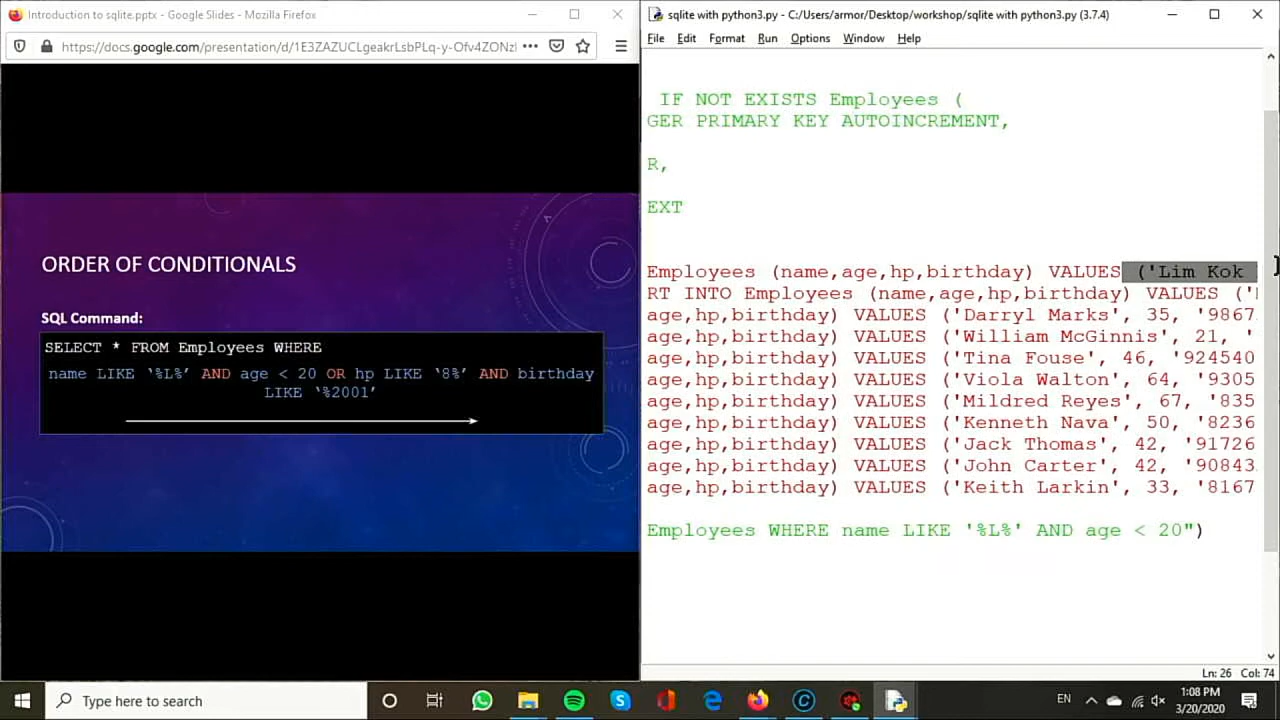 Introduction to sqlite.pptx - Google Slides - Mozilla Firefox
https://docs.google.com/presentation/d/1E3ZAZUCLgeakrLsbPLq-y-Ofv4ZONz
ORDER OF CONDITIONALS
SQL Command:
SELECT * FROM Employees WHERE
name LIKE ‘%L%’ AND age < 20 OR hp LIKE ‘8%’ AND birthday
LIKE ‘%2001’
sqlite with python3.py - C:/Users/armor/Desktop/workshop/sqlite with python3.py (3.7.4)
File Edit Format Run Options Window Help
IF NOT EXISTS Employees (
GER PRIMARY KEY AUTOINCREMENT,
R,
EXT
Employees (name,age,hp,birthday) VALUES ('Lim Kok
RT INTO Employees (name,age,hp,birthday) VALUES ('
age,hp,birthday) VALUES ('Darryl Marks', 35, '9867
age,hp,birthday) VALUES ('William McGinnis', 21, '
age,hp,birthday) VALUES ('Tina Fouse', 46, '924540
age,hp,birthday) VALUES ('Viola Walton', 64, '9305
age,hp,birthday) VALUES ('Mildred Reyes', 67, '835
age,hp,birthday) VALUES ('Kenneth Nava', 50, '8236
age,hp,birthday) VALUES ('Jack Thomas', 42, '91726
age,hp,birthday) VALUES ('John Carter', 42, '90843
age,hp,birthday) VALUES ('Keith Larkin', 33, '8167
Employees WHERE name LIKE '%L%' AND age < 20")
Ln: 26 Col: 74
Type here to search
EN
1:08 PM
3/20/2020